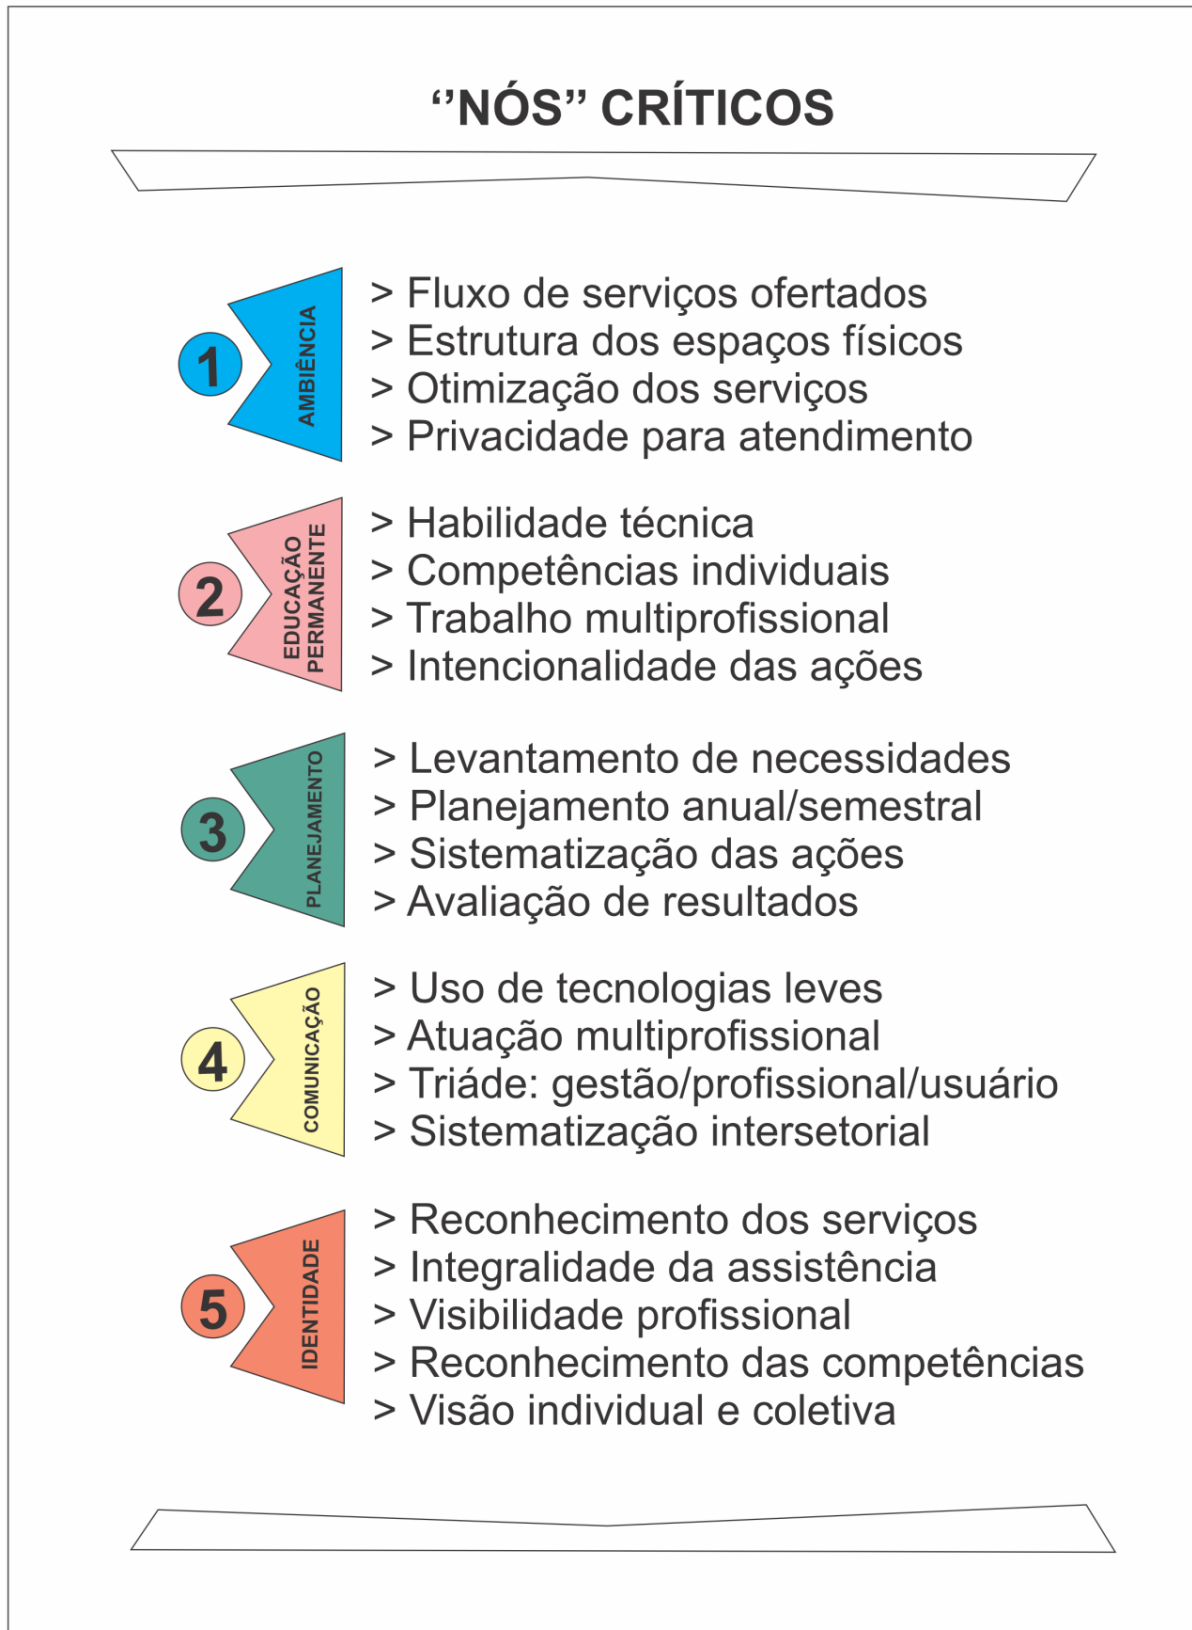 ‘’NÓS’’ CRÍTICOS
1
AMBIÊNCIA
> Fluxo de serviços ofertados
> Estrutura dos espaços físicos
> Otimização dos serviços
> Privacidade para atendimento
2
EDUCAÇÃO
PERMANENTE
> Habilidade técnica
> Competências individuais
> Trabalho multiprofissional
> Intencionalidade das ações
3
PLANEJAMENTO
> Levantamento de necessidades
> Planejamento anual/semestral
> Sistematização das ações
> Avaliação de resultados
4
COMUNICAÇÃO
> Uso de tecnologias leves
> Atuação multiprofissional
> Triáde: gestão/profissional/usuário
> Sistematização intersetorial
5
IDENTIDADE
> Reconhecimento dos serviços
> Integralidade da assistência
> Visibilidade profissional
> Reconhecimento das competências
> Visão individual e coletiva